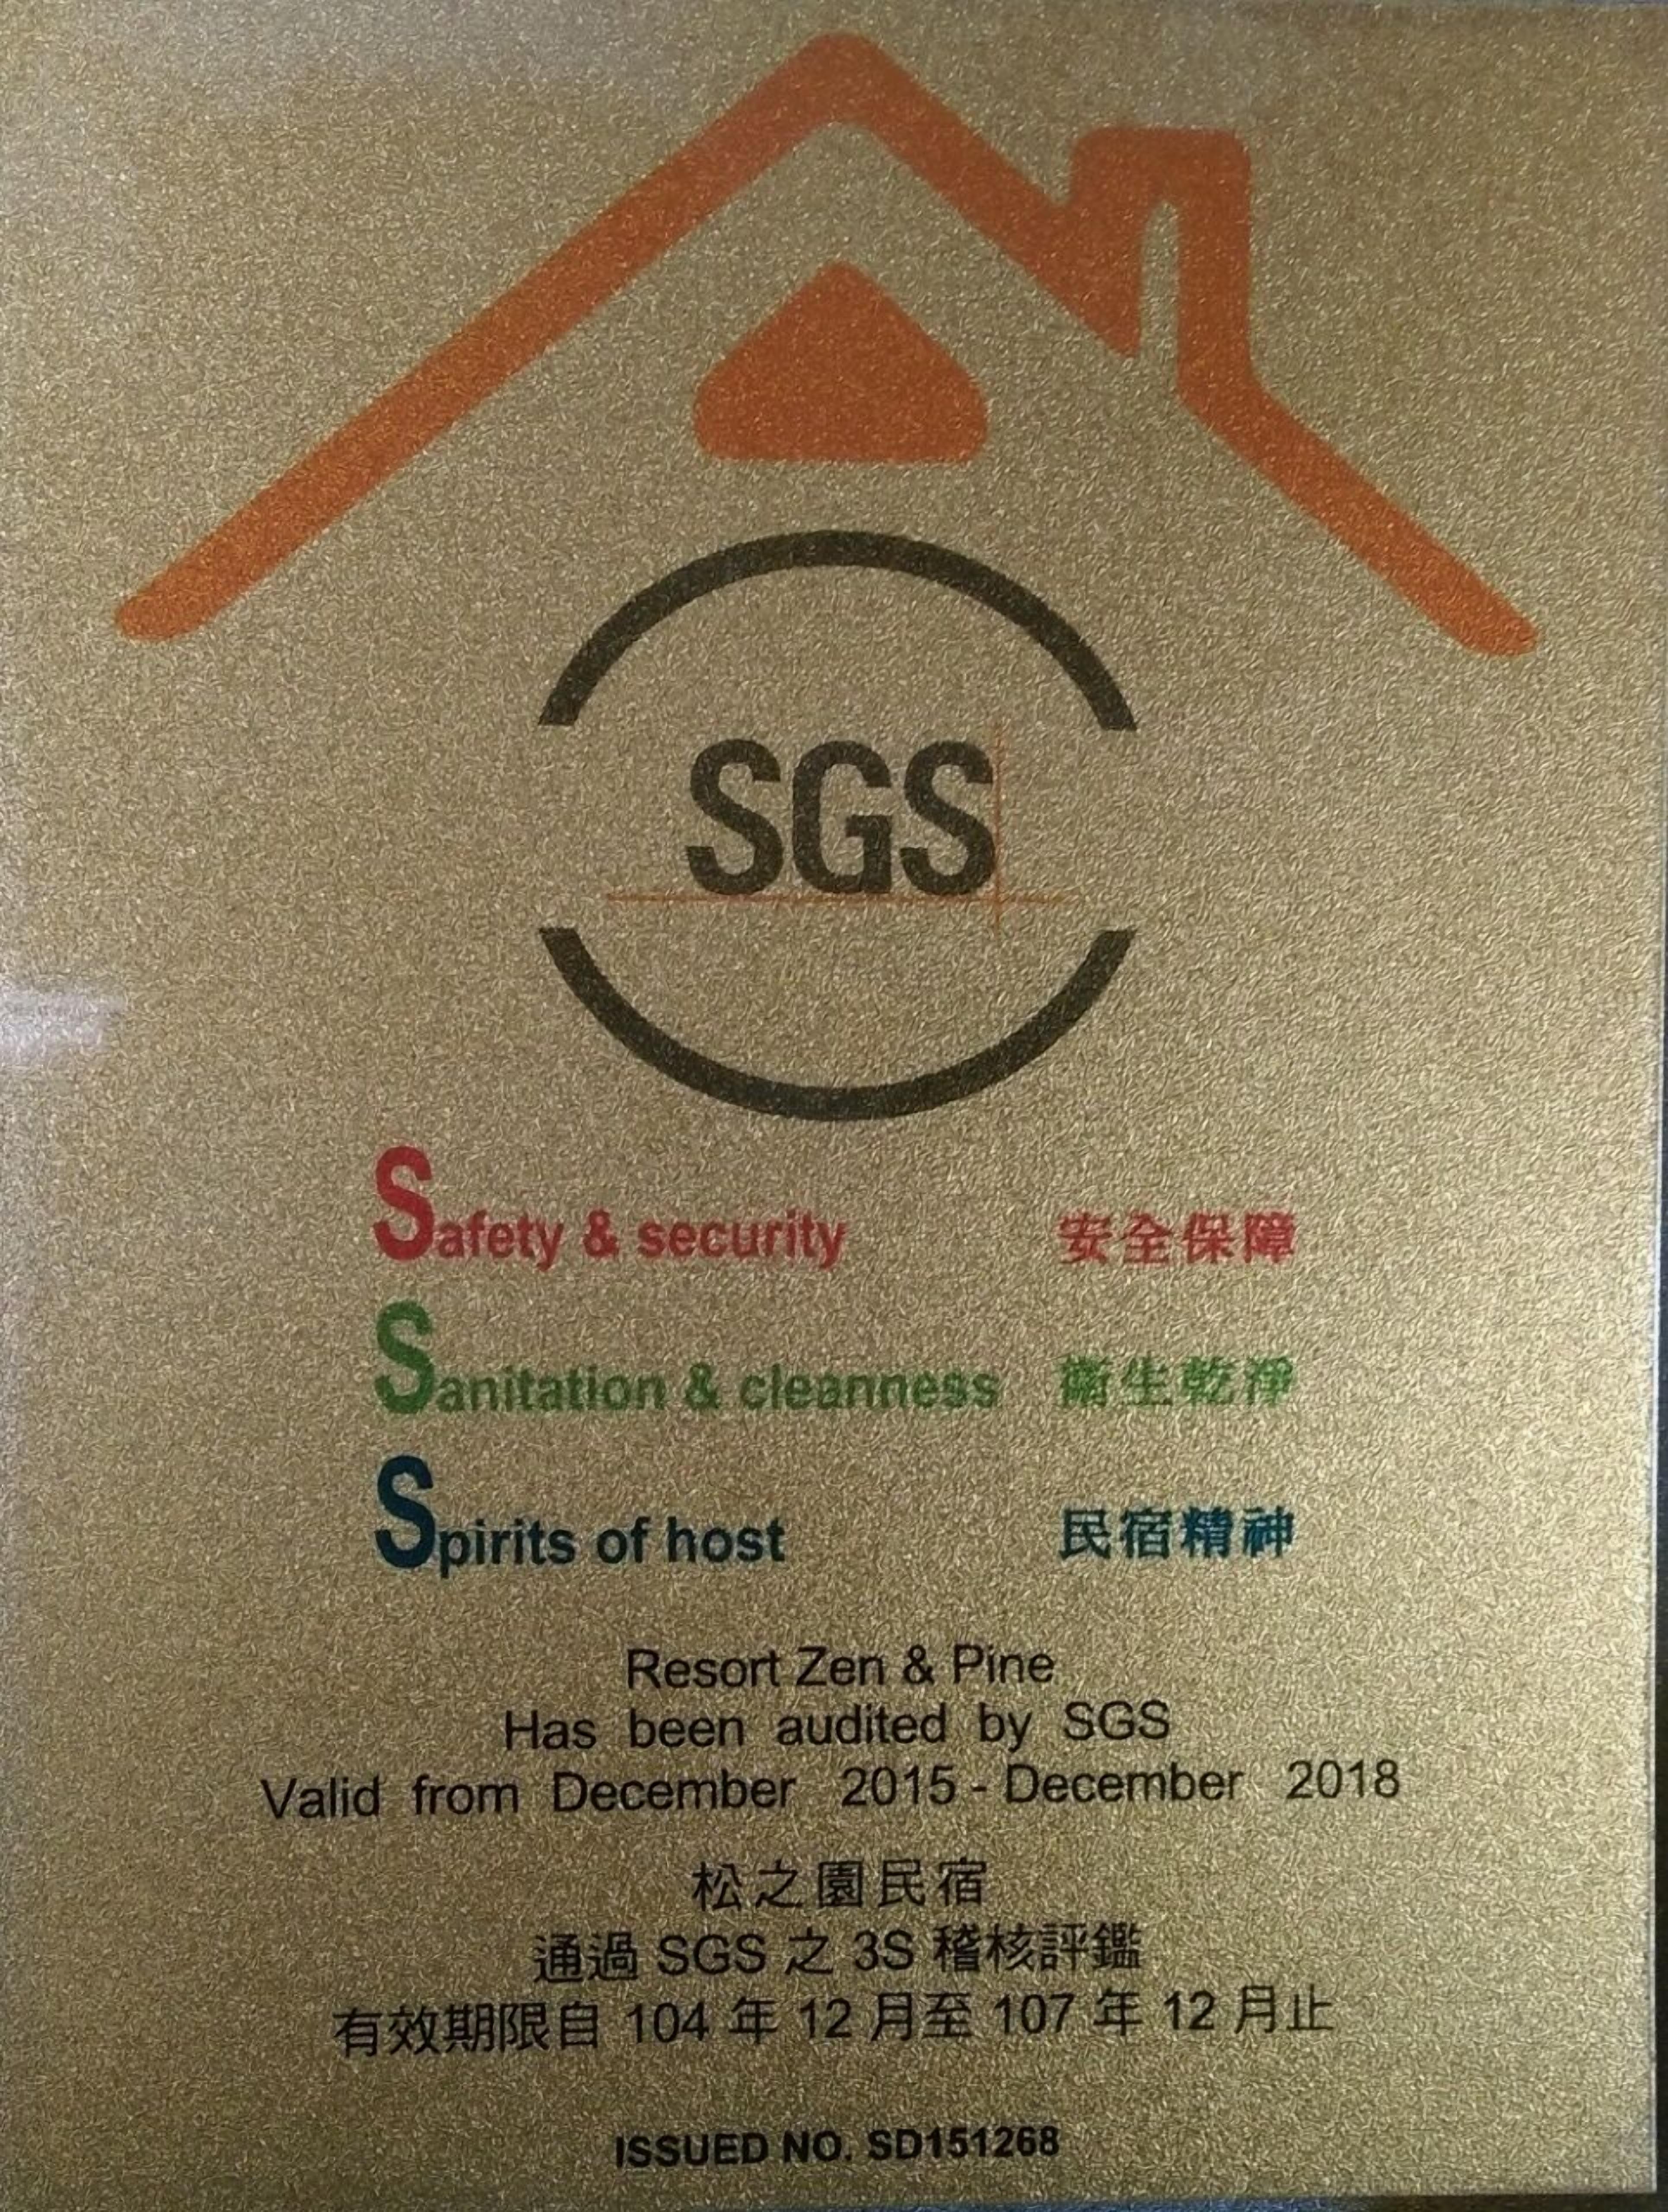 SGS
Safety & security 安全保障
Sanitation & cleanness 衛生乾淨
Spirits of host 民宿精神
Resort Zen & Pine
Has been audited by SGS
Valid from December 2015 - December 2018
松之園民宿
通過 SGS 之 3S 稽核評鑑
有效期限自 104 年 12 月至 107 年 12 月止
ISSUED NO. SD151268